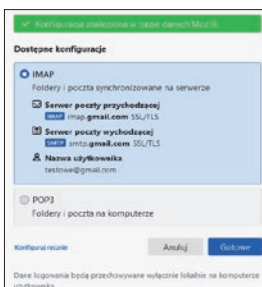 ✓ Konfiguracja znaleziona w bazie danych Mozilli.
Dostępne konfiguracje
IMAP
Foldery i poczta synchronizowane na serwerze
Serwer poczty przychodzącej
IMAP imap.gmail.com SSL/TLS
Serwer poczty wychodzącej
SMTP smtp.gmail.com SSL/TLS
Nazwa użytkownika
testowe@gmail.com
POP3
Foldery i poczta na komputerze
Konfiguruj ręcznie
Anuluj
Gotowe
Dane logowania będą przechowywane wyłącznie lokalnie na komputerze
użytkownika.